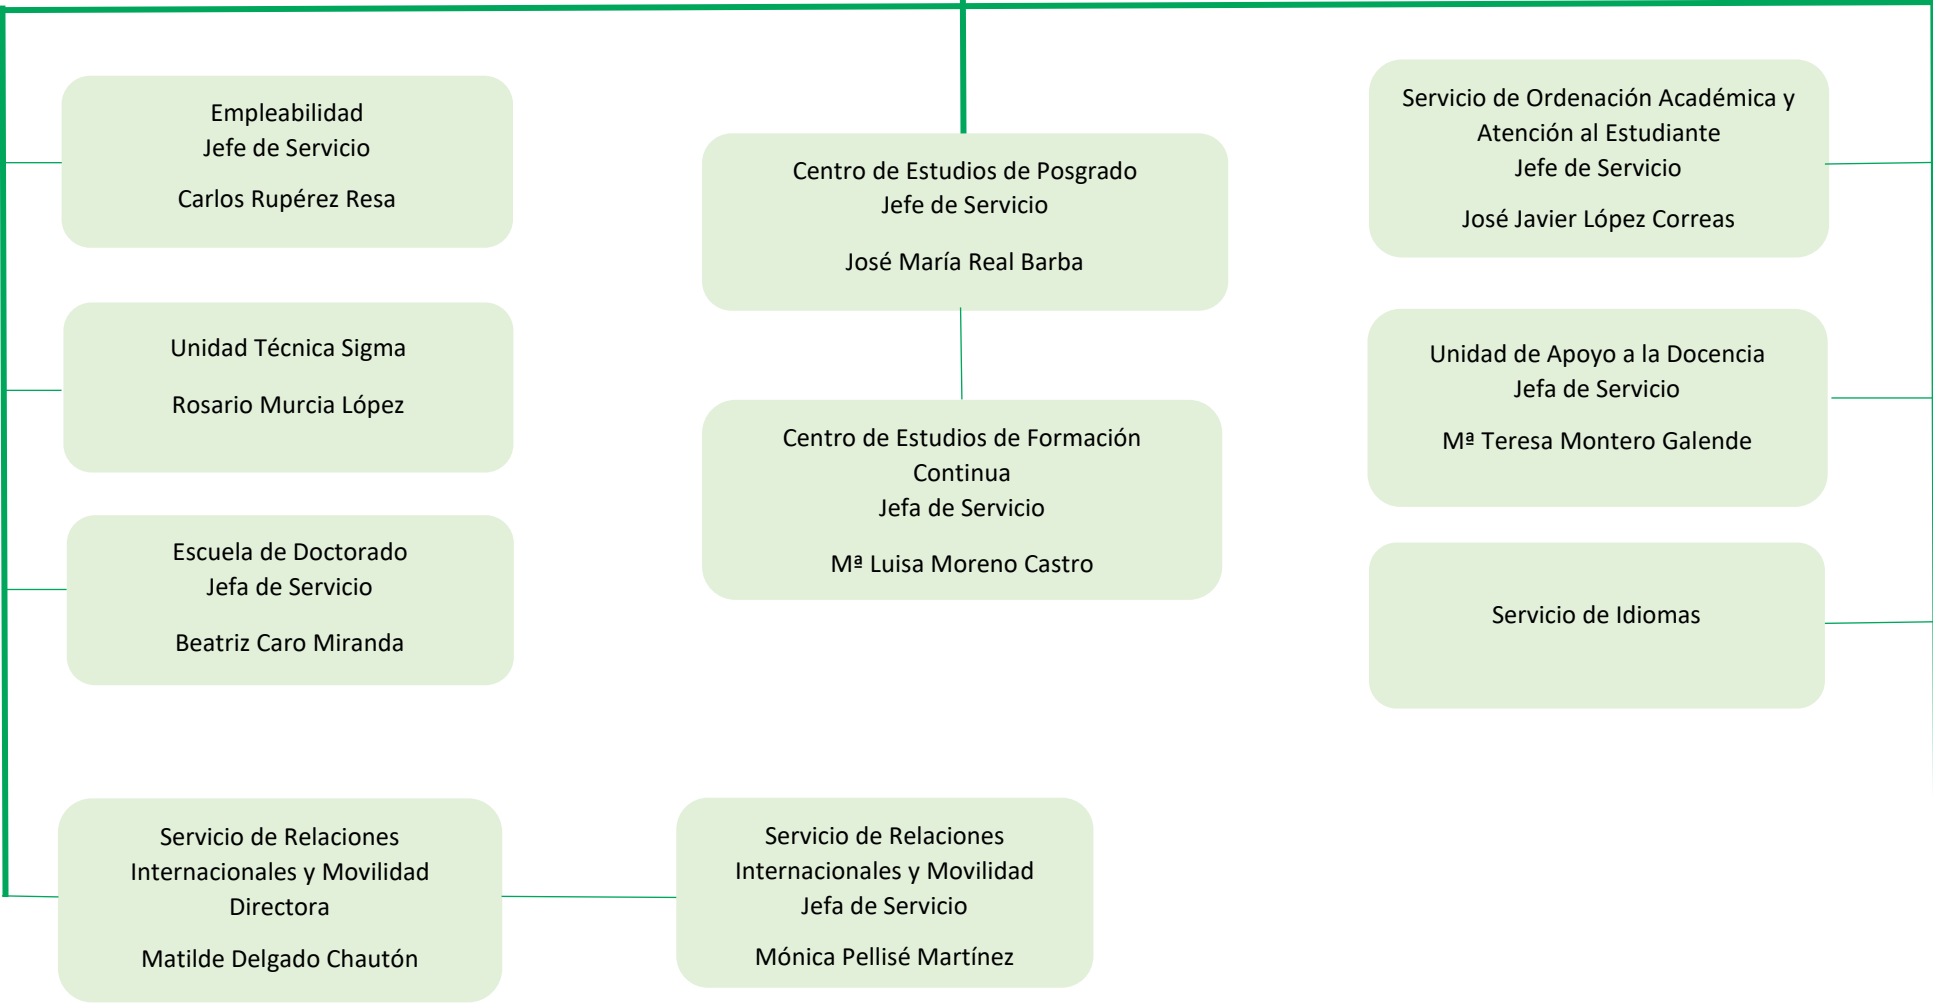 Empleabilidad
Jefe de Servicio
Carlos Rupérez Resa
Unidad Técnica Sigma
Rosario Murcia López
Escuela de Doctorado
Jefa de Servicio
Beatriz Caro Miranda
Servicio de Relaciones
Internacionales y Movilidad
Directora
Matilde Delgado Chautón
Centro de Estudios de Posgrado
Jefe de Servicio
José María Real Barba
Centro de Estudios de Formación
Continua
Jefa de Servicio
Mª Luisa Moreno Castro
Servicio de Relaciones
Internacionales y Movilidad
Jefa de Servicio
Mónica Pellisé Martínez
Servicio de Ordenación Académica y
Atención al Estudiante
Jefe de Servicio
José Javier López Correas
Unidad de Apoyo a la Docencia
Jefa de Servicio
Mª Teresa Montero Galende
Servicio de Idiomas